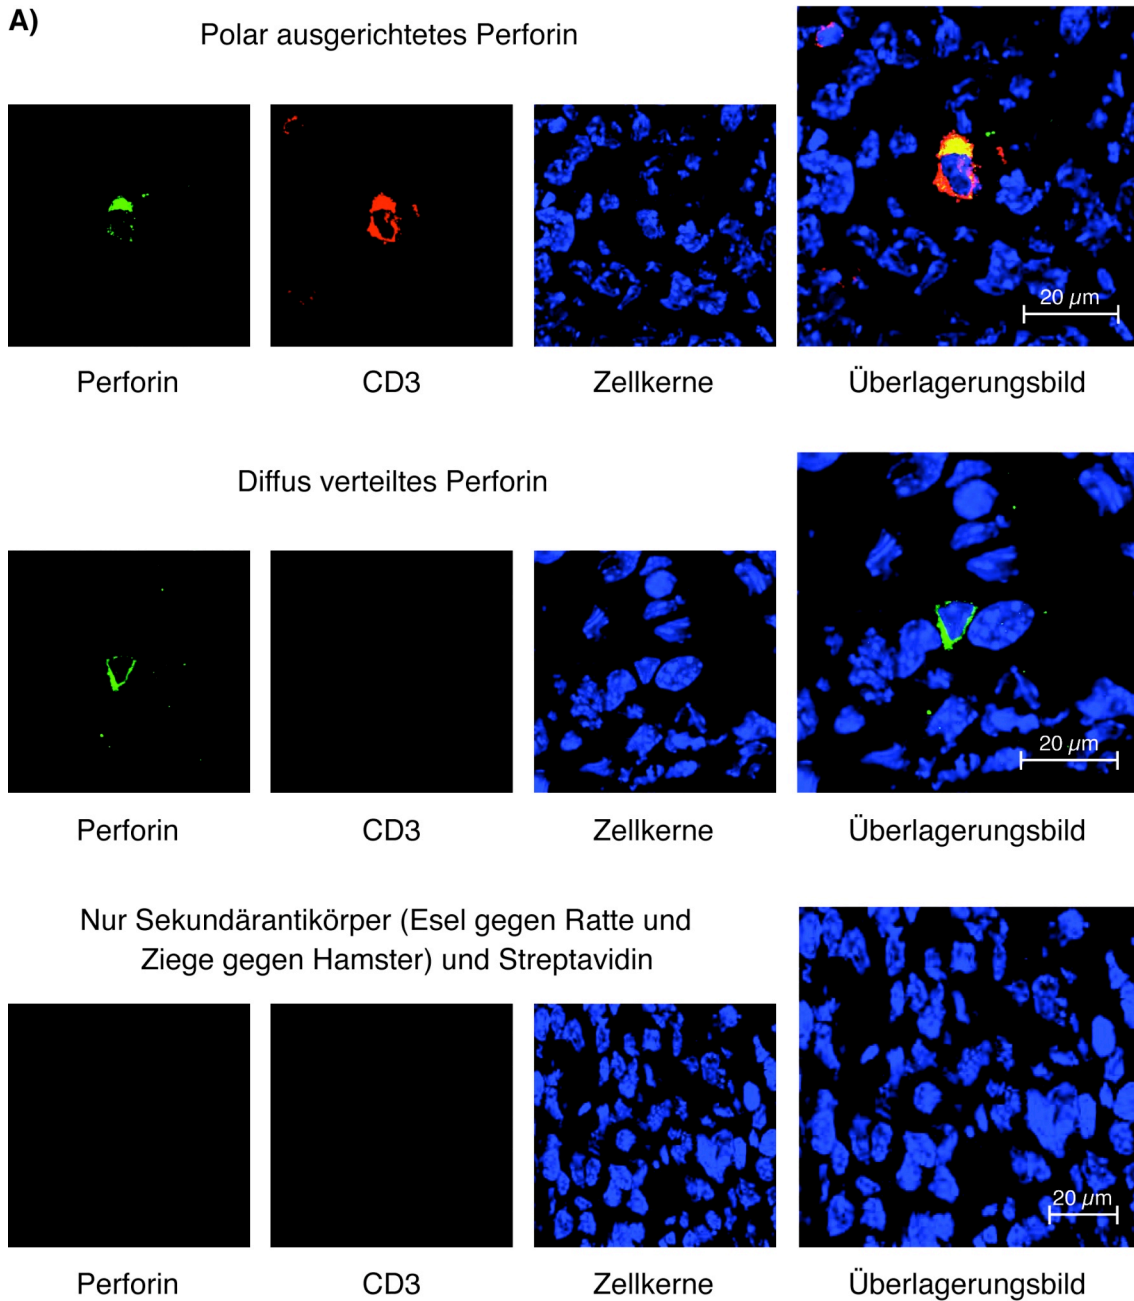 A)
Polar ausgerichtetes Perforin
20 µm
Perforin
CD3
Zellkerne
Überlagerungsbild
Diffus verteiltes Perforin
20 µm
Perforin
CD3
Zellkerne
Überlagerungsbild
Nur Sekundärantikörper (Esel gegen Ratte und
Ziege gegen Hamster) und Streptavidin
20 µm
Perforin
CD3
Zellkerne
Überlagerungsbild